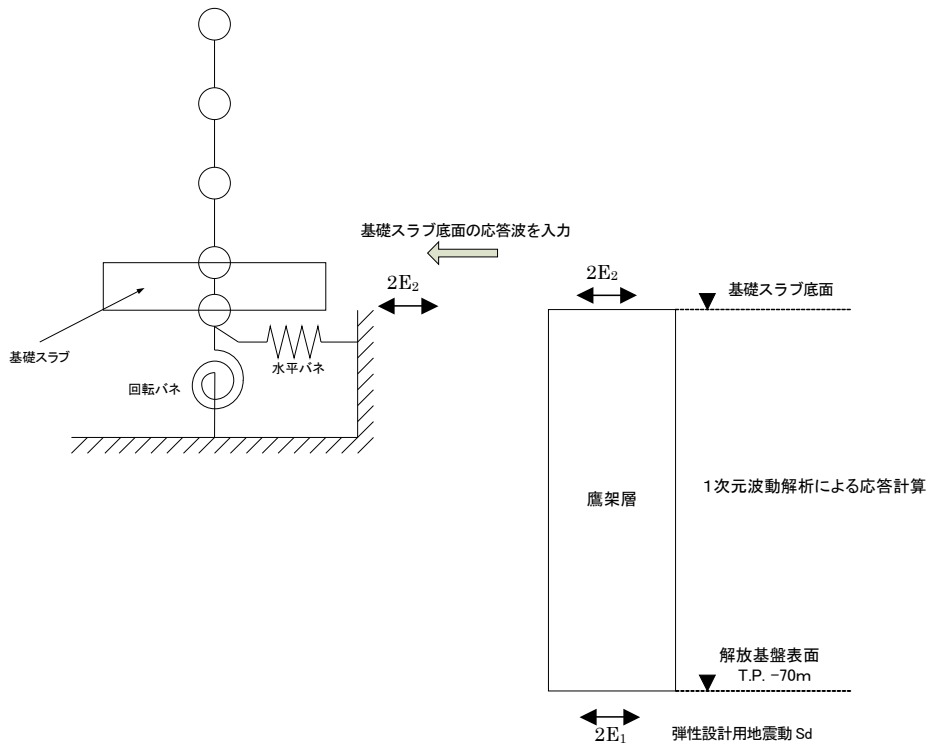 基礎スラブ底面の応答波を入力
2E₂
基礎スラブ
水平バネ
回転バネ
2E₂
基礎スラブ底面
鷹架層
1次元波動解析による応答計算
解放基盤表面
T.P. -70m
2E₁
弾性設計用地震動 Sd